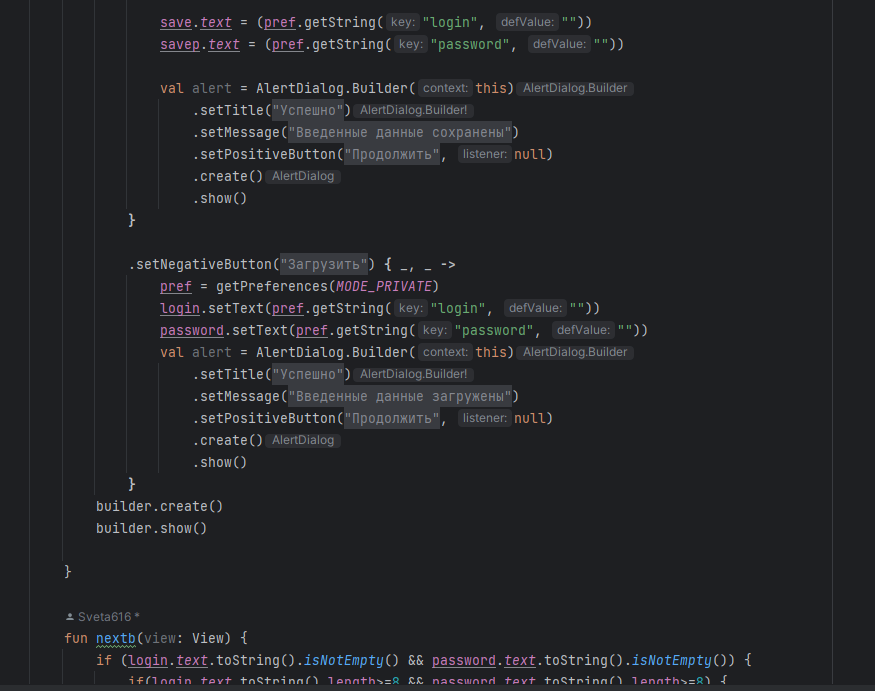 save.text = (pref.getString( key: "login", defValue: ""))
savep.text = (pref.getString( key: "password", defValue: ""))
val alert = AlertDialog.Builder( context: this) AlertDialog.Builder
.setTitle("Успешно") AlertDialog.Builder!
.setMessage("Введенные данные сохранены")
.setPositiveButton("Продолжить", listener: null)
.create() AlertDialog
.show()
}
.setNegativeButton("Загрузить") { _, _ ->
pref = getPreferences(MODE_PRIVATE)
login.setText(pref.getString( key: "login", defValue: ""))
password.setText(pref.getString( key: "password", defValue: ""))
val alert = AlertDialog.Builder( context: this) AlertDialog.Builder
.setTitle("Успешно") AlertDialog.Builder!
.setMessage("Введенные данные загружены")
.setPositiveButton("Продолжить", listener: null)
.create() AlertDialog
.show()
}
builder.create()
builder.show()
}
Sveta616 *
fun nextb(view: View) {
if (login.text.toString().isNotEmpty() && password.text.toString().isNotEmpty()) {
if(login.text.toString().length>=8 && password.text.toString().length>=8) {